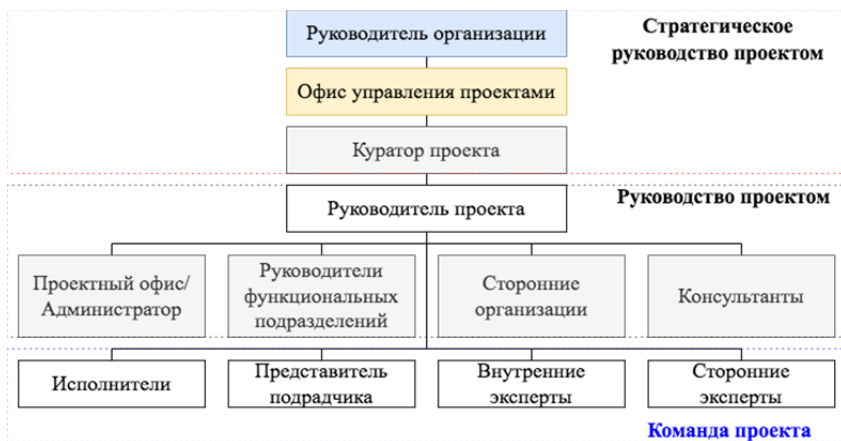 Руководитель организации
Стратегическое
руководство проектом
Офис управления проектами
Куратор проекта
Руководство проектом
Руководитель проекта
Проектный офис/
Администратор
Руководители
функциональных
подразделений
Сторонние
организации
Консультанты
Исполнители
Представитель
подрадчика
Внутренние
эксперты
Сторонние
эксперты
Команда проекта